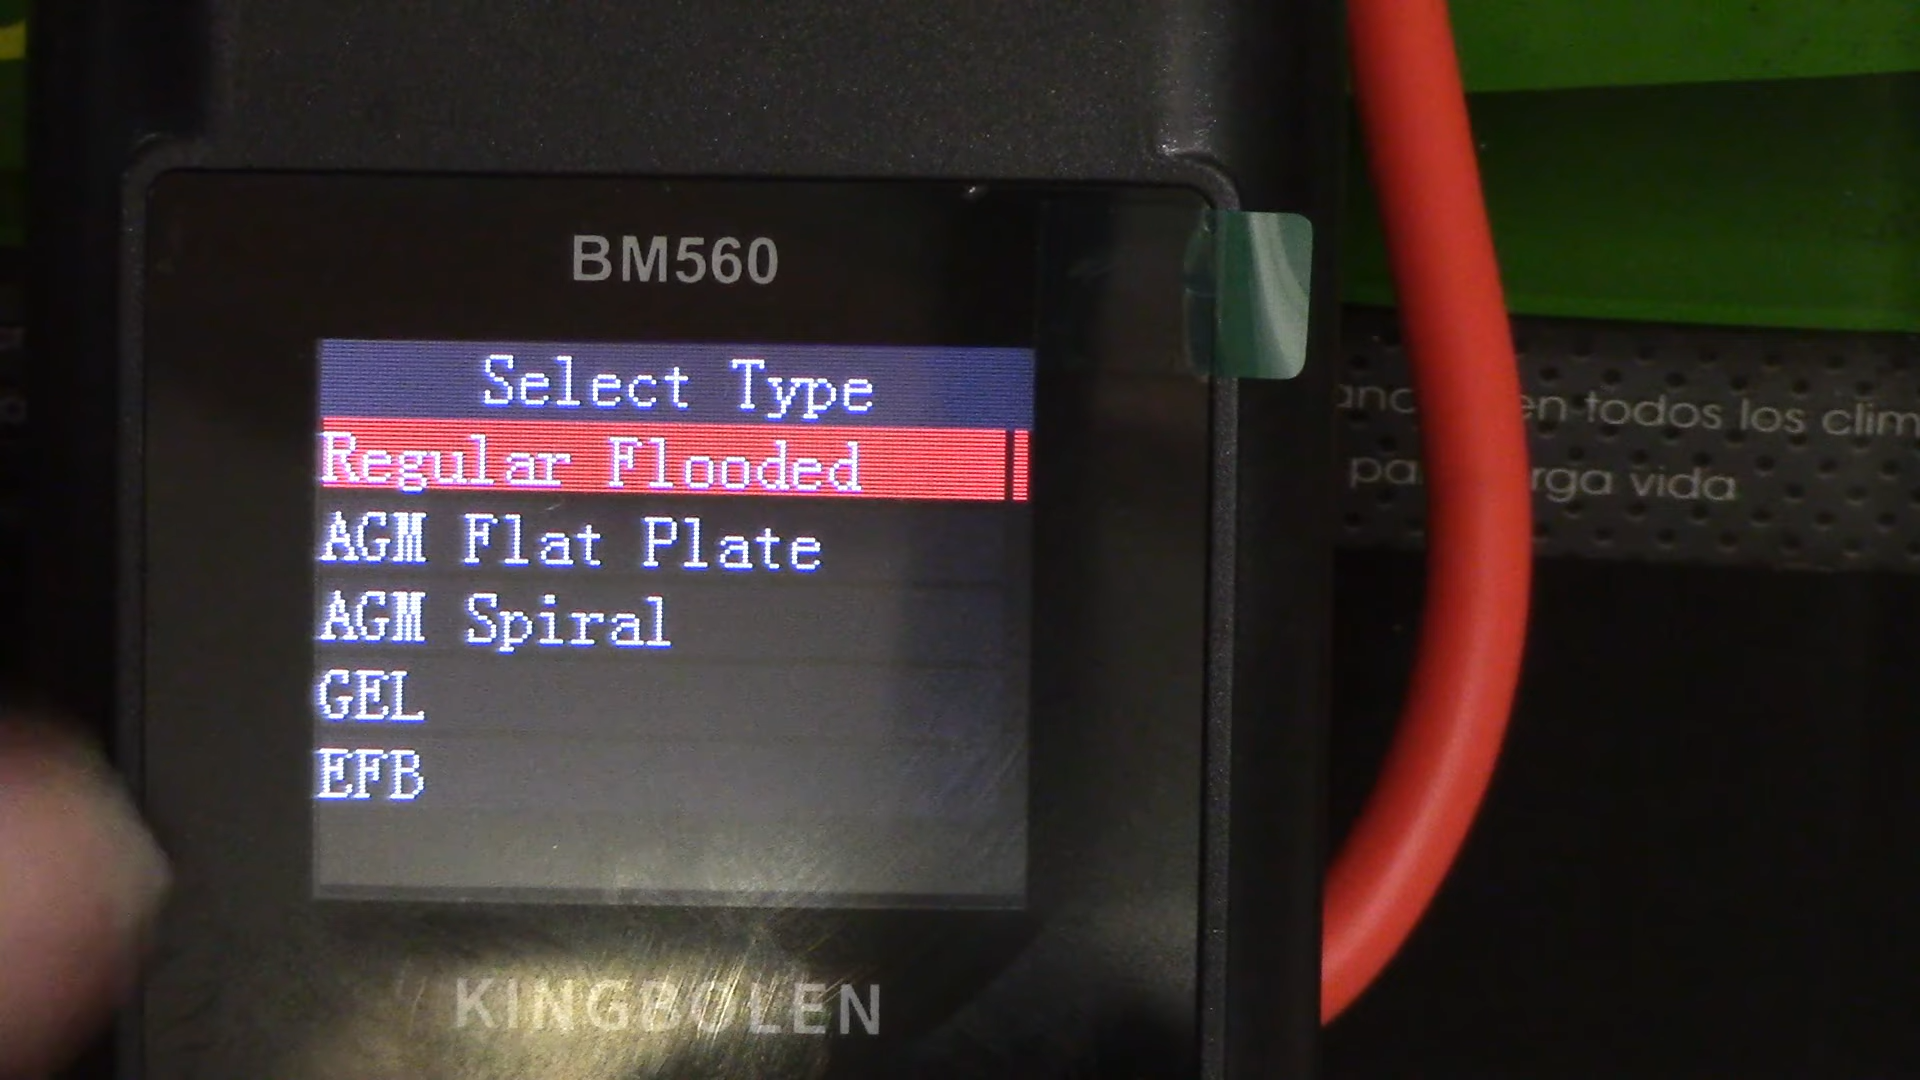 BM560
Select Type
Regular Flooded
AGM Flat Plate
AGM Spiral
GEL
EFB
KINGBOLEN
en todos los clim
rga vida